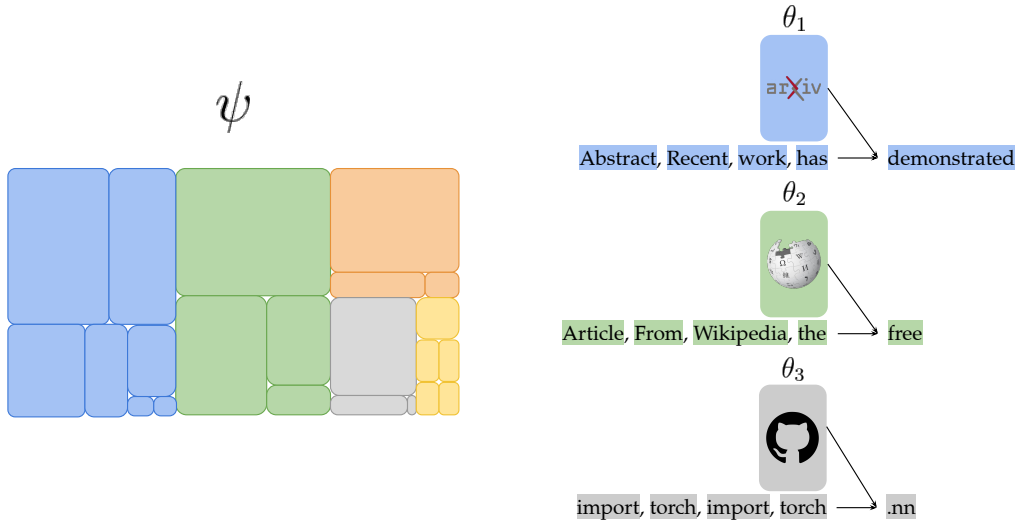 ψ
θ₁
arXiv
Abstract, Recent, work, has → demonstrated
θ₂
Article, From, Wikipedia, the → free
θ₃
import, torch, import, torch → .nn